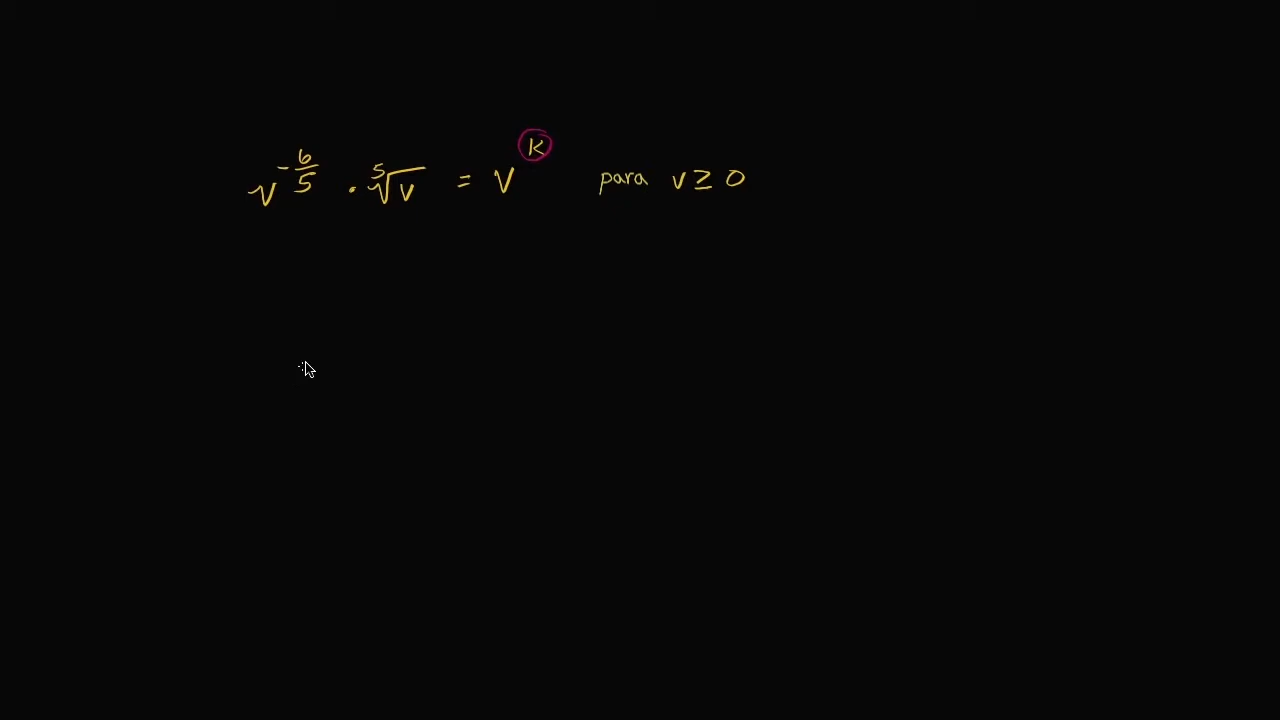 v^{-6/5} · ⁵√v = v^K para v ≥ 0